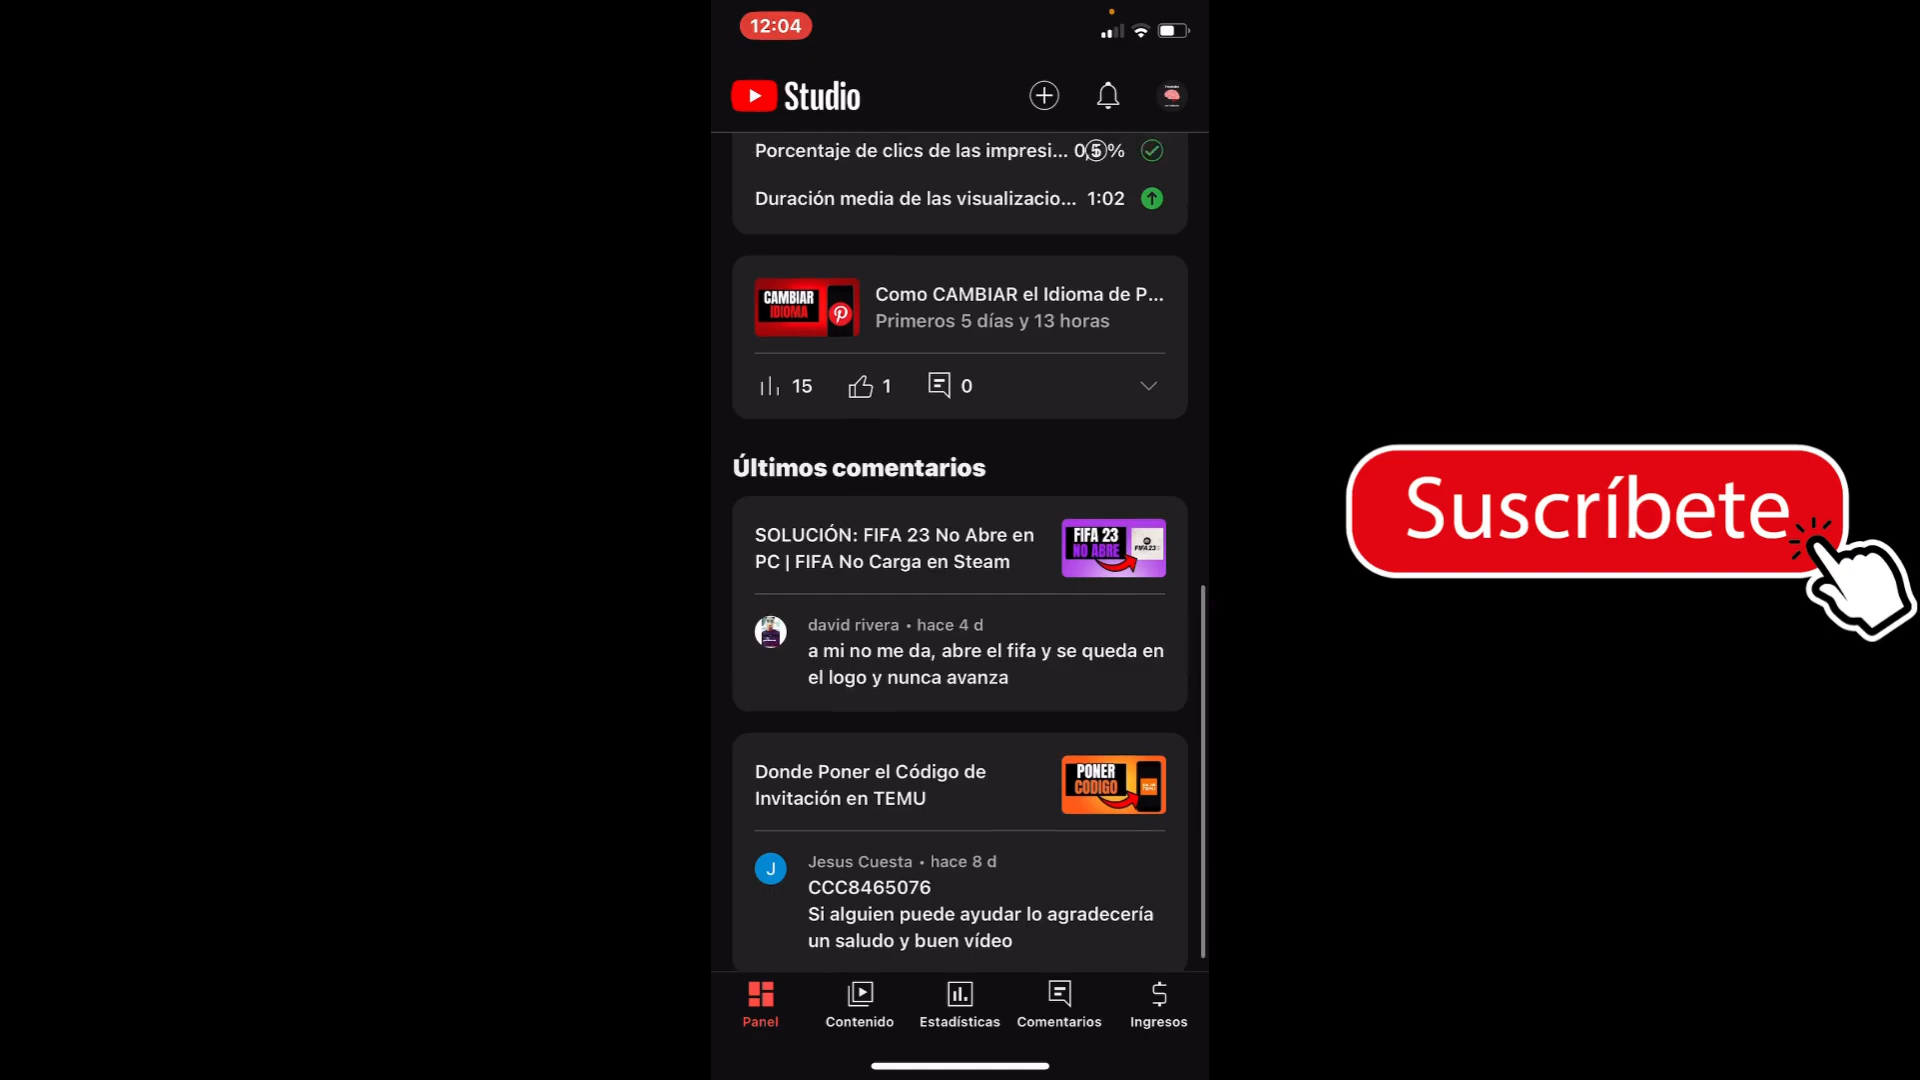 12:04
Studio
Porcentaje de clics de las impresi... %
Duración media de las visualizacio... 1:02
CAMBIAR
IDIOMA
Como CAMBIAR el Idioma de P...
Primeros 5 días y 13 horas
15 1 0
Últimos comentarios
SOLUCIÓN: FIFA 23 No Abre en
PC | FIFA No Carga en Steam
FIFA 23
NO ABRE
david rivera • hace 4 d
a mi no me da, abre el fifa y se queda en
el logo y nunca avanza
Donde Poner el Código de
Invitación en TEMU
PONER
CODIGO
TEMU
J
Jesus Cuesta • hace 8 d
CCC8465076
Si alguien puede ayudar lo agradecería
un saludo y buen vídeo
Panel Contenido Estadísticas Comentarios Ingresos
Suscríbete